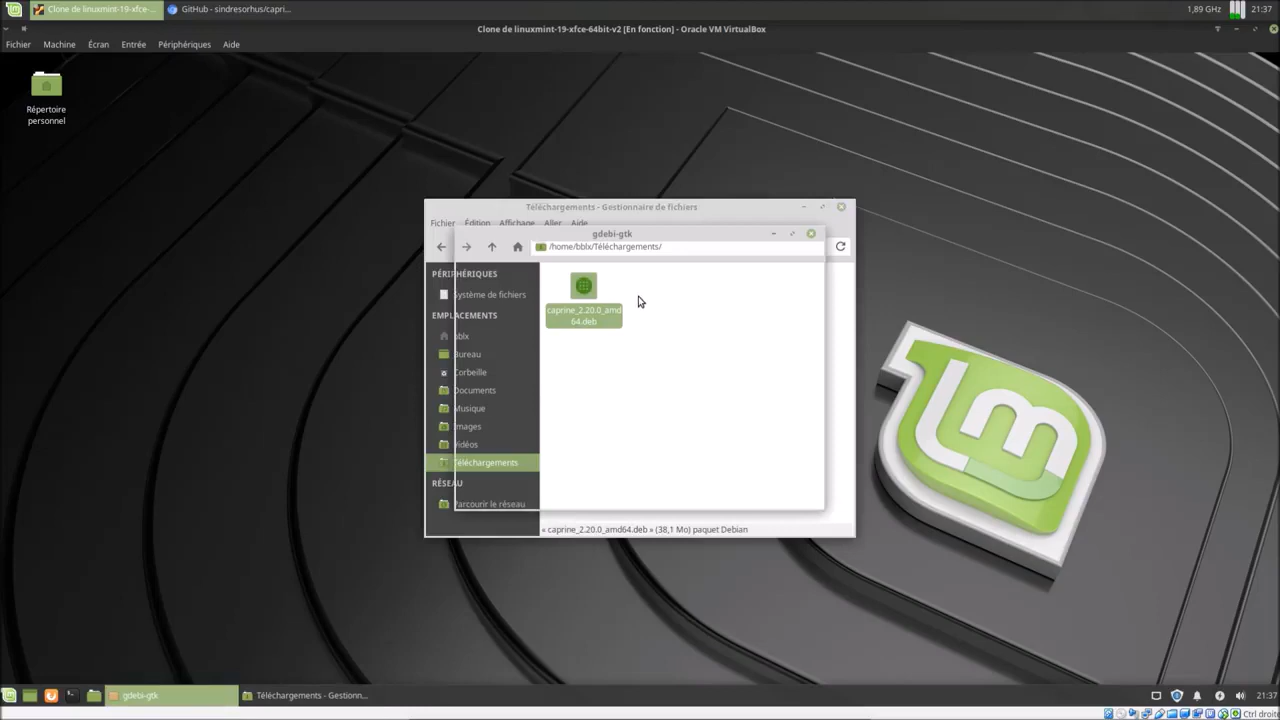 Clone de linuxmint-19-xfce-...
GitHub - sindresorhus/capri...
1,89 GHz
21:37
Clone de linuxmint-19-xfce-64bit-v2 [En fonction] - Oracle VM VirtualBox
Fichier Machine Écran Entrée Périphériques Aide
Répertoire
personnel
Téléchargements - Gestionnaire de fichiers
Fichier Édition Affichage Aller Aide
gdebi-gtk
/home/bblx/Téléchargements/
PÉRIPHÉRIQUES
Système de fichiers
EMPLACEMENTS
bblx
Bureau
Corbeille
Documents
Musique
Images
Vidéos
Téléchargements
RÉSEAU
Parcourir le réseau
caprine_2.20.0_amd
64.deb
« caprine_2.20.0_amd64.deb » (38,1 Mo) paquet Debian
gdebi-gtk
Téléchargements - Gestionn...
21:37
Ctrl droite